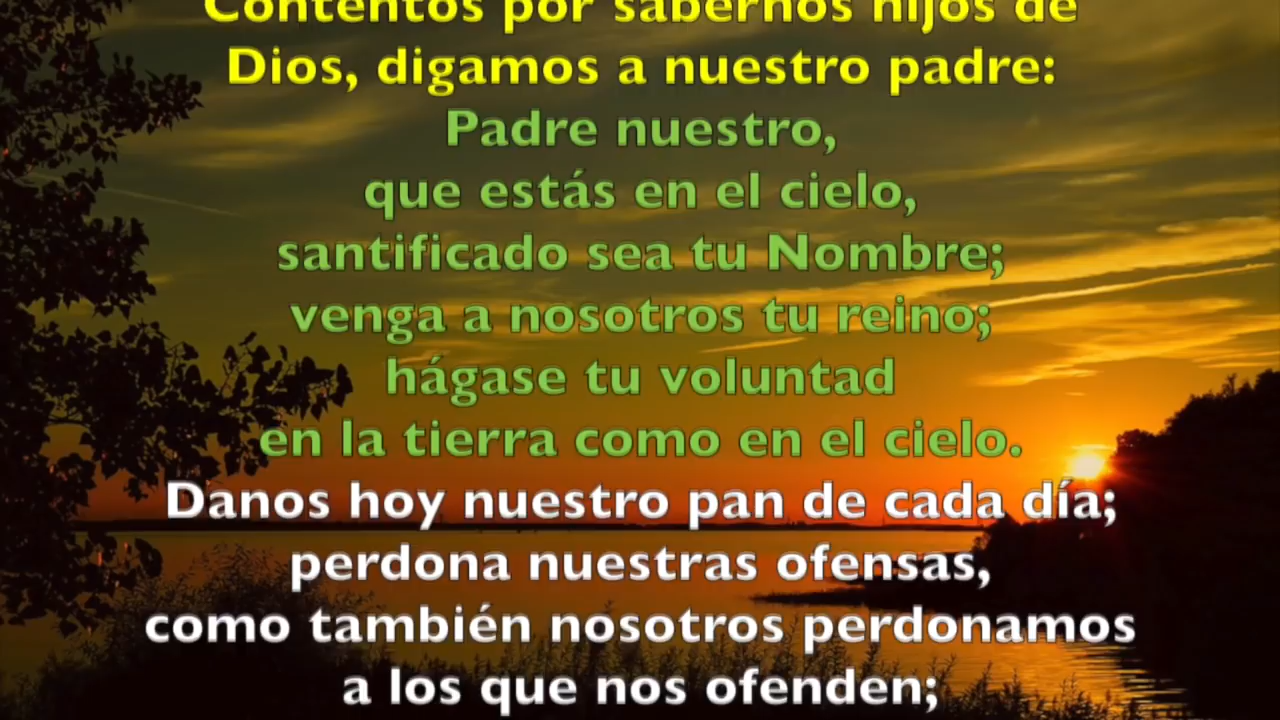 Contentos por sabernos hijos de
Dios, digamos a nuestro padre:
Padre nuestro,
que estás en el cielo,
santificado sea tu Nombre;
venga a nosotros tu reino;
hágase tu voluntad
en la tierra como en el cielo.
Danos hoy nuestro pan de cada día;
perdona nuestras ofensas,
como también nosotros perdonamos
a los que nos ofenden;